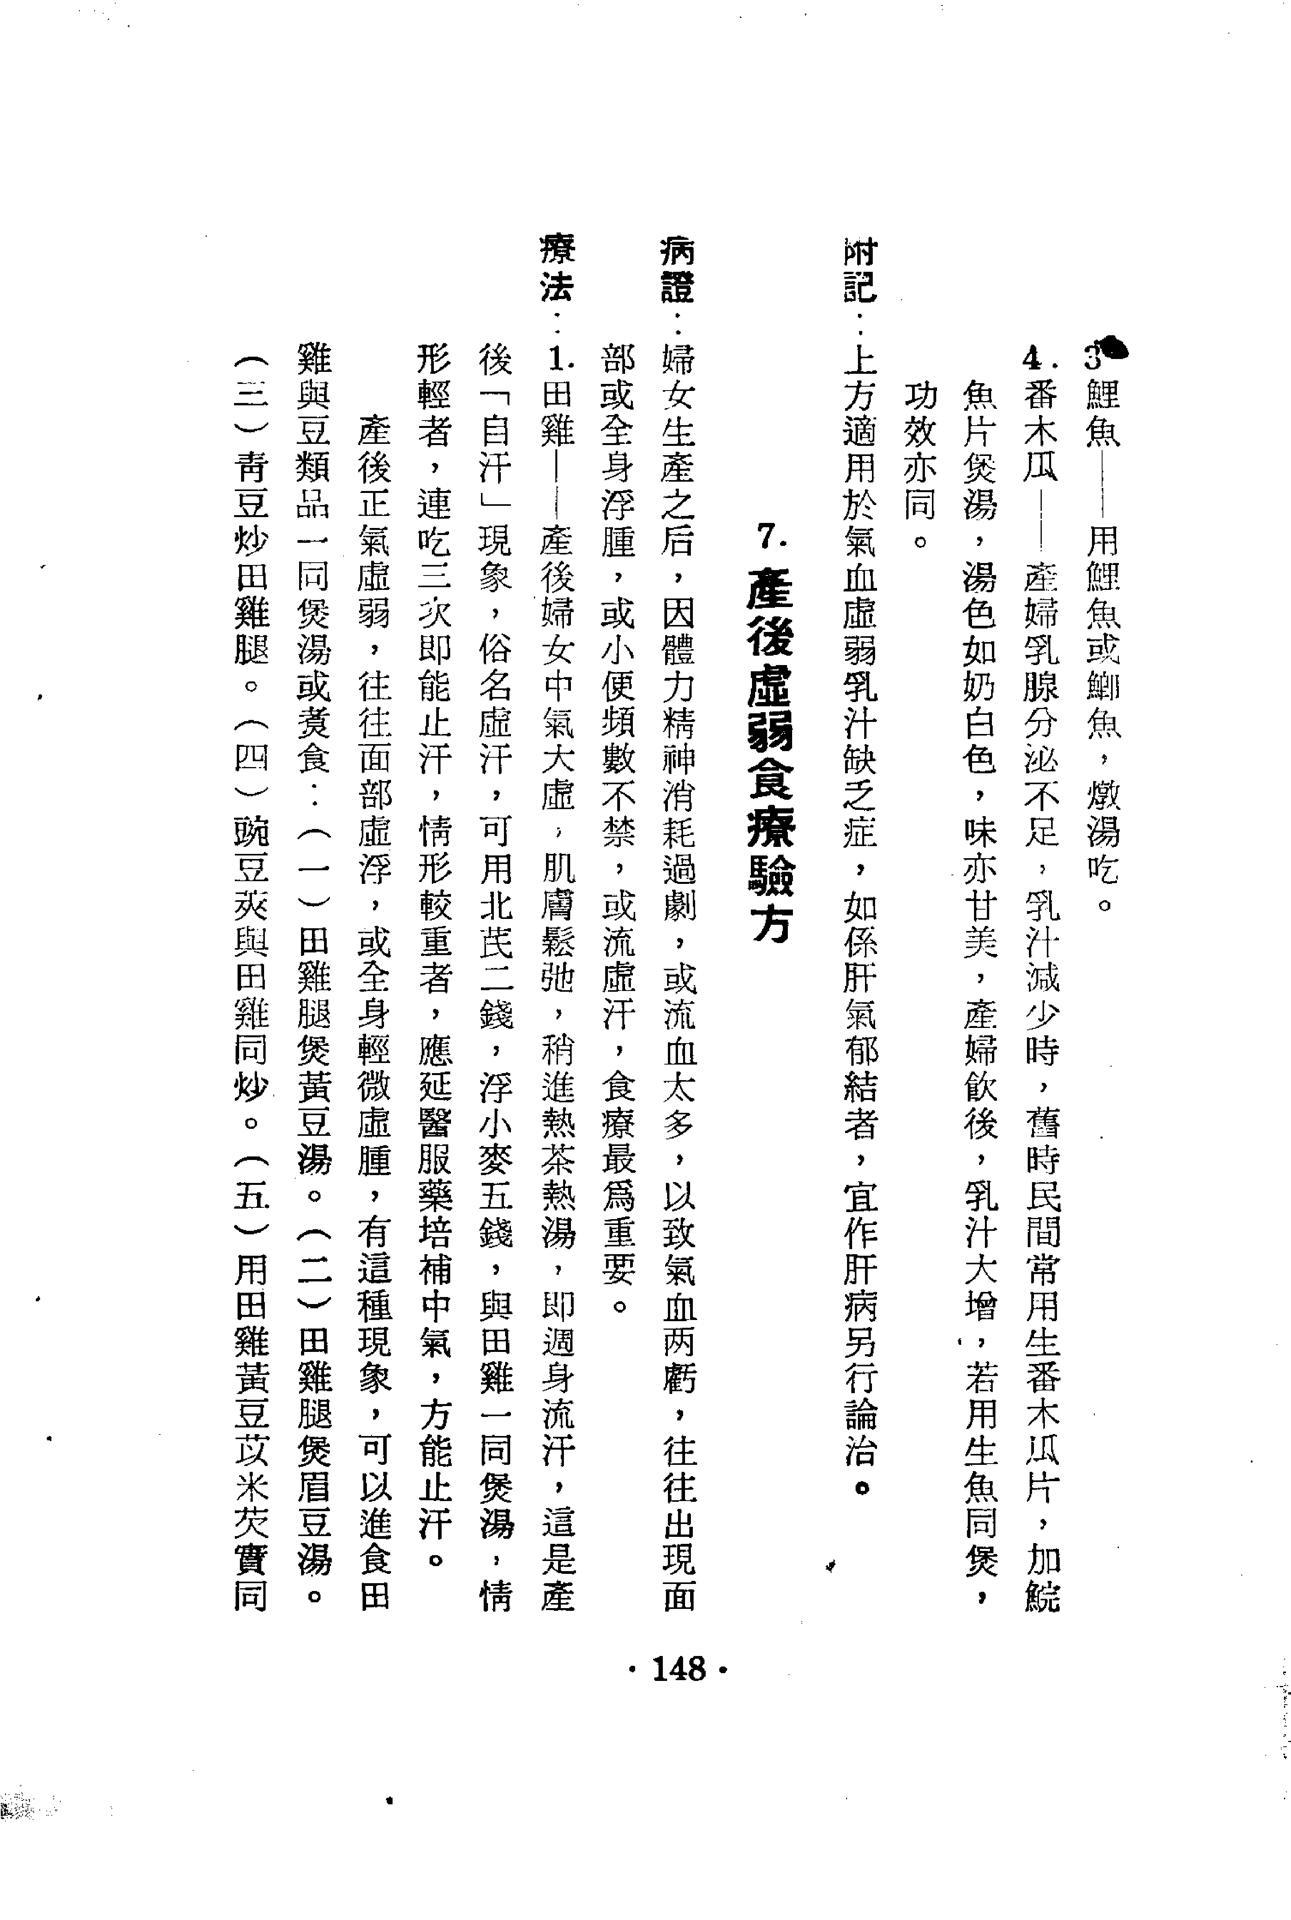 3鯉魚——用鯉魚或鯽魚，燉湯吃。
4.番木瓜——產婦乳腺分泌不足，乳汁減少時，舊時民間常用生番木瓜片，加鯇
魚片煲湯，湯色如奶白色，味亦甘美，產婦飲後，乳汁大增，若用生魚同煲，
功效亦同。
附記：上方適用於氣血虛弱乳汁缺乏症，如係肝氣郁結者，宜作肝病另行論治。
7.產後虛弱食療驗方
病證：婦女生產之后，因體力精神消耗過劇，或流血太多，以致氣血两虧，往往出現面
部或全身浮腫，或小便頻數不禁，或流虛汗，食療最爲重要。
療法：1.田雞——產後婦女中氣大虛，肌膚鬆弛，稍進熱茶熱湯，即週身流汗，這是產
後「自汗」現象，俗名虛汗，可用北芪二錢，浮小麥五錢，與田雞一同煲湯，情
形輕者，連吃三次即能止汗，情形較重者，應延醫服藥培補中氣，方能止汗。
產後正氣虛弱，往往面部虛浮，或全身輕微虛腫，有這種現象，可以進食田
雞與豆類品一同煲湯或煑食：（一）田雞腿煲黃豆湯。（二）田雞腿煲眉豆湯。
（三）靑豆炒田雞腿。（四）豌豆莢與田雞同炒。（五）用田雞黃豆苡米芡實同
·148·